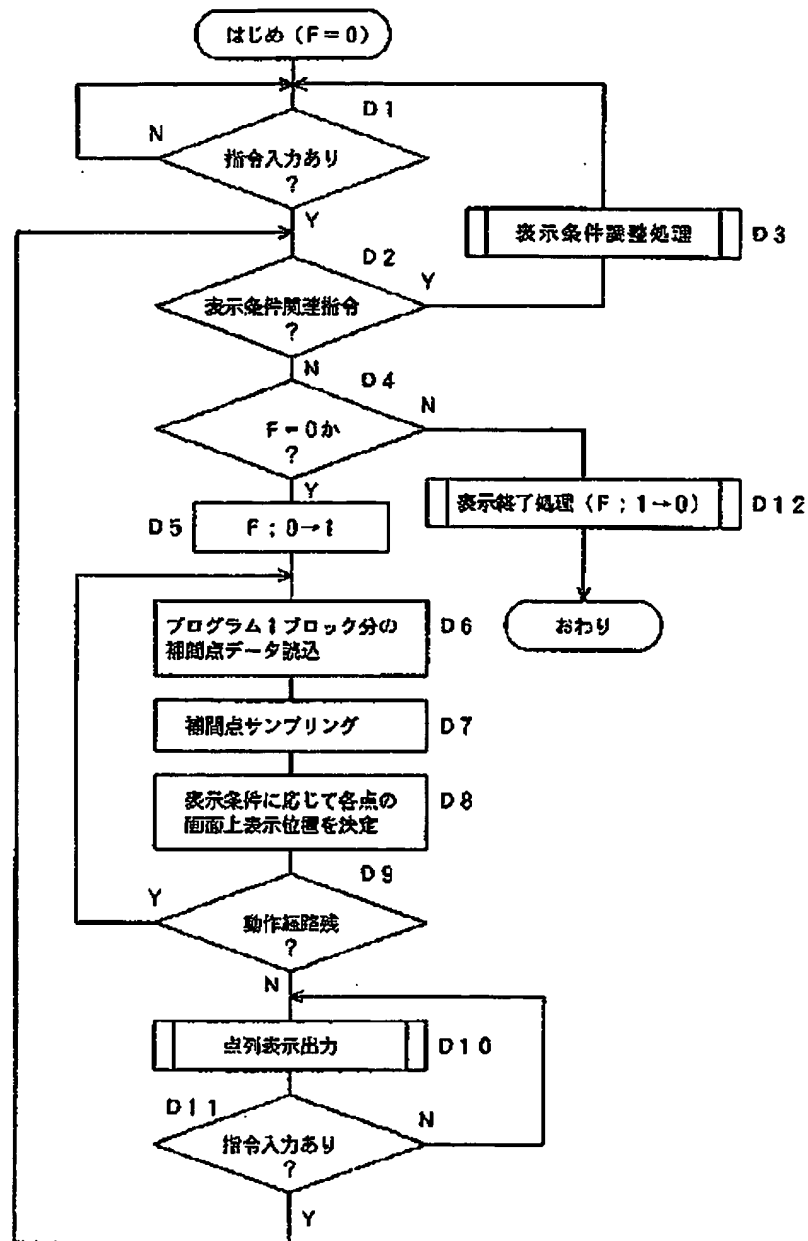 はじめ（F＝0）
D1
N
指令入力あり
？
Y
表示条件調整処理
D3
D2
Y
表示条件関連指令
？
N
D4
N
F＝0か
？
Y
D5
F；0→1
表示終了処理（F；1→0）
D12
おわり
プログラム1ブロック分の
補間点データ読込
D6
補間点サンプリング
D7
表示条件に応じて各点の
画面上表示位置を決定
D8
D9
Y
動作経路残
？
N
点列表示出力
D10
D11
N
指令入力あり
？
Y